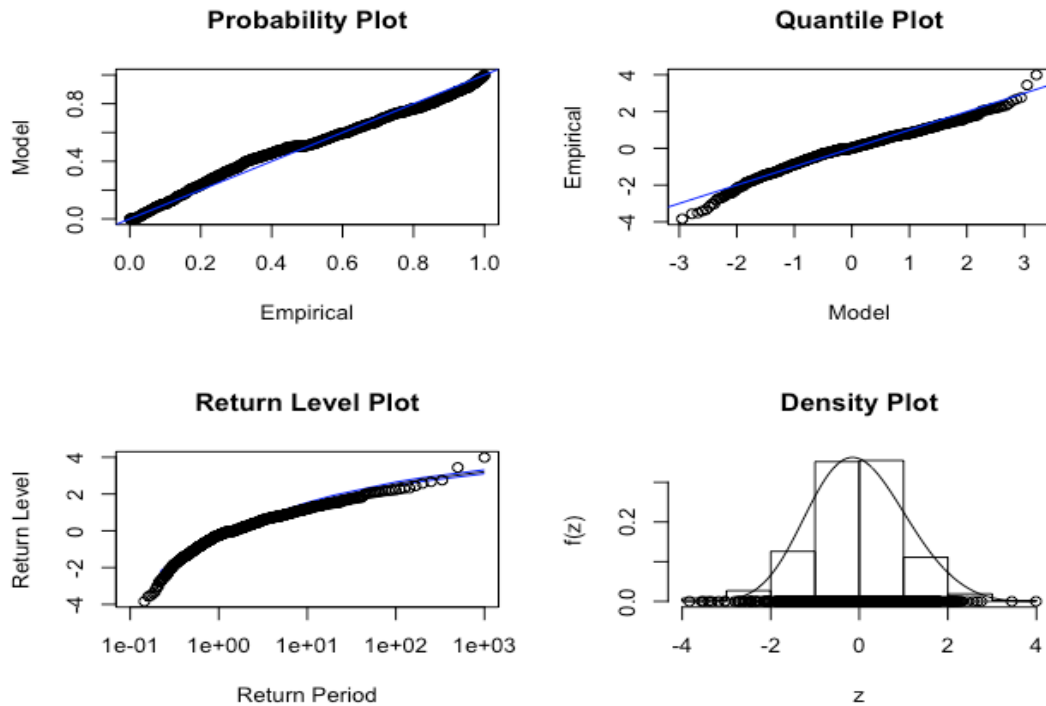 Probability Plot
Model
0.0 0.4 0.8
0.0 0.2 0.4 0.6 0.8 1.0
Empirical
Quantile Plot
Empirical
-4 -2 0 2 4
-3 -2 -1 0 1 2 3
Model
Return Level Plot
Return Level
-4 -2 0 2 4
1e-01 1e+00 1e+01 1e+02 1e+03
Return Period
Density Plot
f(z)
0.0 0.2
-4 -2 0 2 4
z